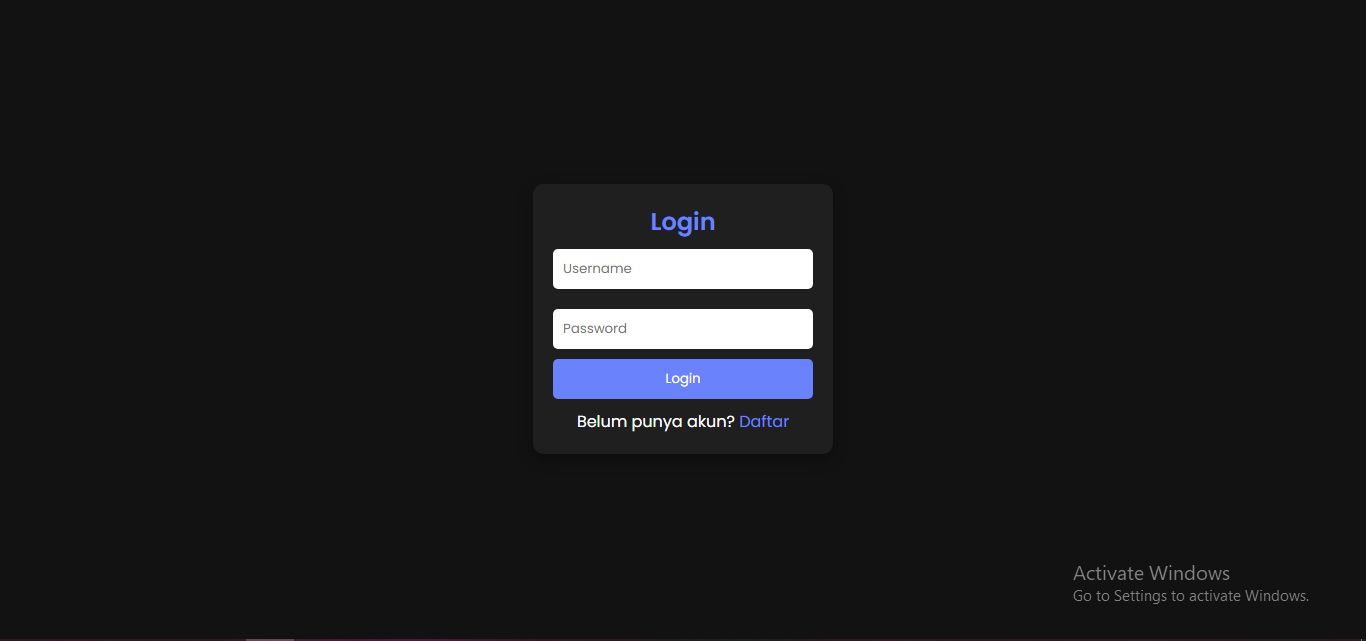 Login
Username
Password
Login
Belum punya akun? Daftar
Activate Windows
Go to Settings to activate Windows.